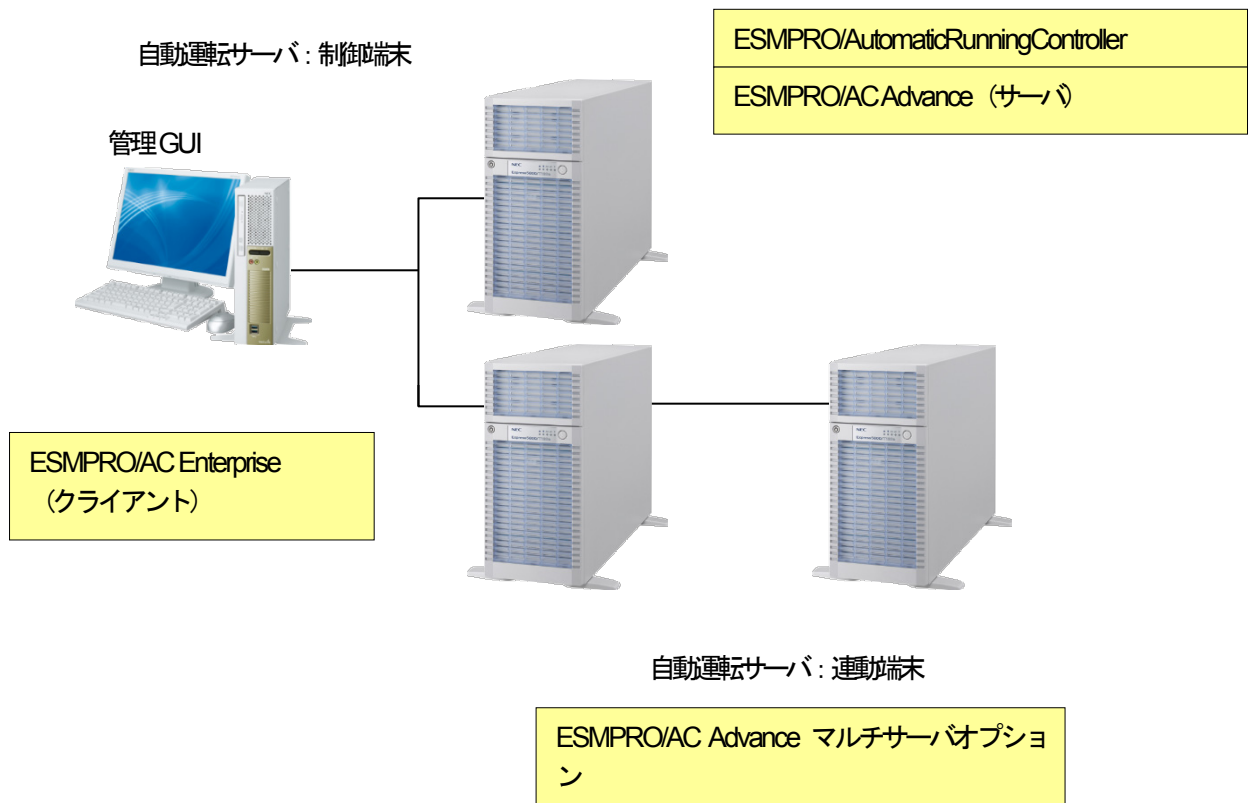 自動運転サーバ：制御端末
ESMPRO/AutomaticRunningController
ESMPRO/AC Advance（サーバ）
管理GUI
NEC
ESMPRO/AC Enterprise
（クライアント）
NEC
NEC
自動運転サーバ：連動端末
ESMPRO/AC Advance マルチサーバオプショ
ン